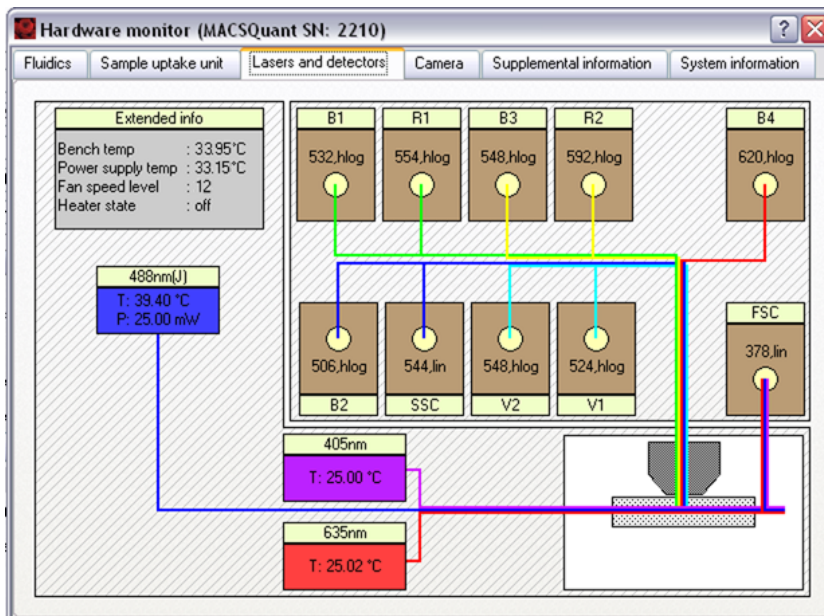 Hardware monitor (MACSQuant SN: 2210)
Fluidics Sample uptake unit Lasers and detectors Camera Supplemental information System information
Extended info
Bench temp : 33.95°C
Power supply temp : 33.15°C
Fan speed level : 12
Heater state : off
B1 R1 B3 R2 B4
532,hlog 554,hlog 548,hlog 592,hlog 620,hlog
488nm(J)
T: 39.40 °C
P: 25.00 mW
506,hlog 544,lin 548,hlog 524,hlog
B2 SSC V2 V1
FSC
378,lin
405nm
T: 25.00 °C
635nm
T: 25.02 °C